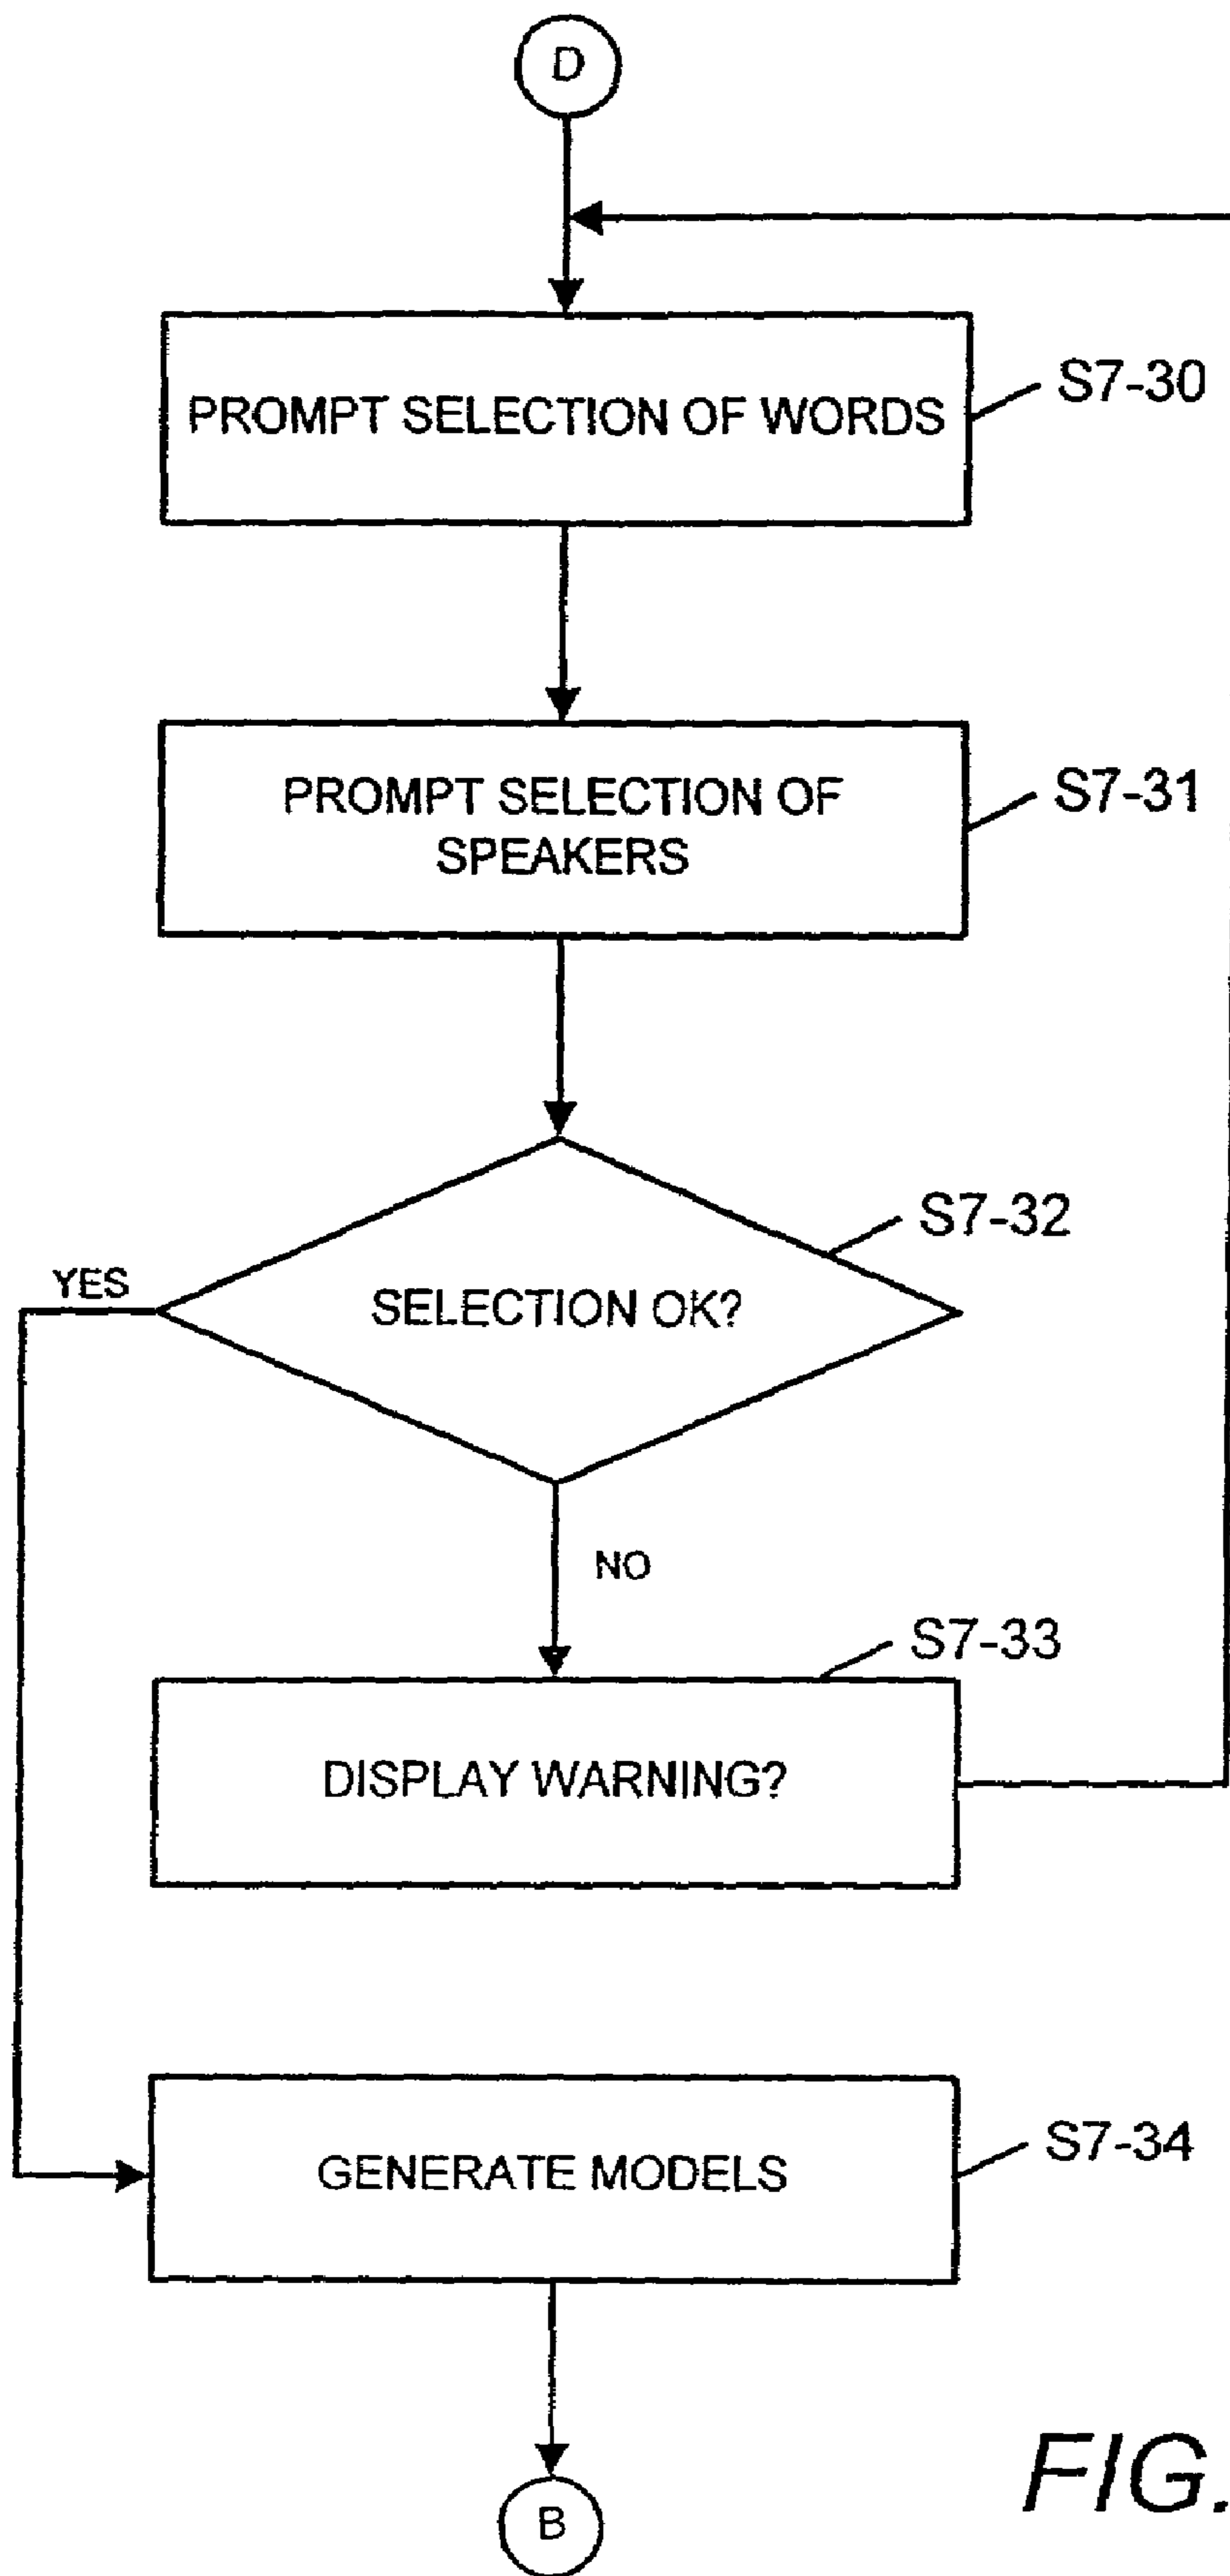 D
PROMPT SELECTION OF WORDS
S7-30
PROMPT SELECTION OF
SPEAKERS
S7-31
S7-32
YES
SELECTION OK?
NO
S7-33
DISPLAY WARNING?
GENERATE MODELS
S7-34
B
FIG.